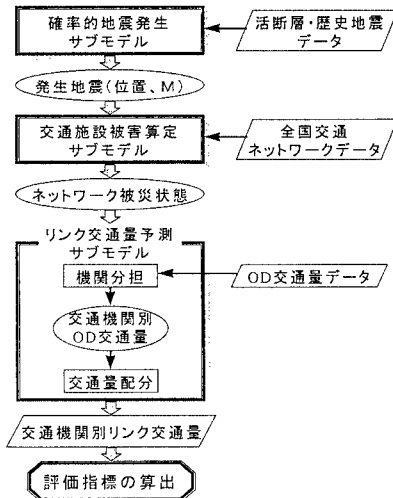 確率的地震発生
サブモデル
活断層・歴史地震
データ
発生地震(位置、M)
交通施設被害算定
サブモデル
全国交通
ネットワークデータ
ネットワーク被災状態
リンク交通量予測
サブモデル
機関分担
OD交通量データ
交通機関別
OD交通量
交通量配分
交通機関別リンク交通量
評価指標の算出